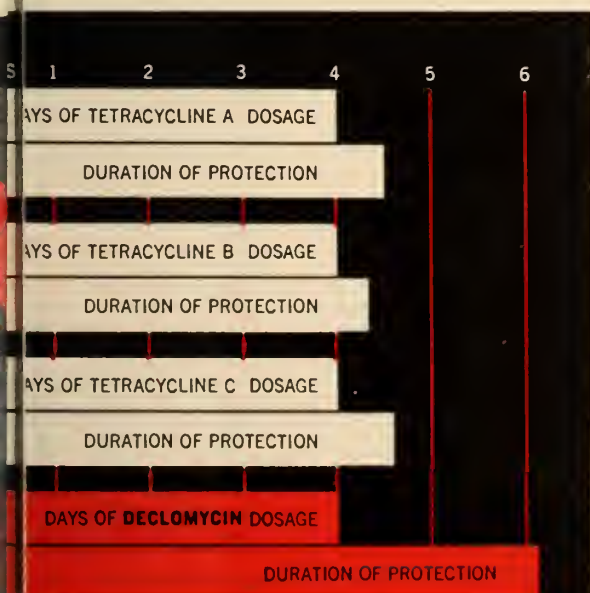 S 1 2 3 4 5 6
AYS OF TETRACYCLINE A DOSAGE
DURATION OF PROTECTION
AYS OF TETRACYCLINE B DOSAGE
DURATION OF PROTECTION
AYS OF TETRACYCLINE C DOSAGE
DURATION OF PROTECTION
DAYS OF DECLOMYCIN DOSAGE
DURATION OF PROTECTION